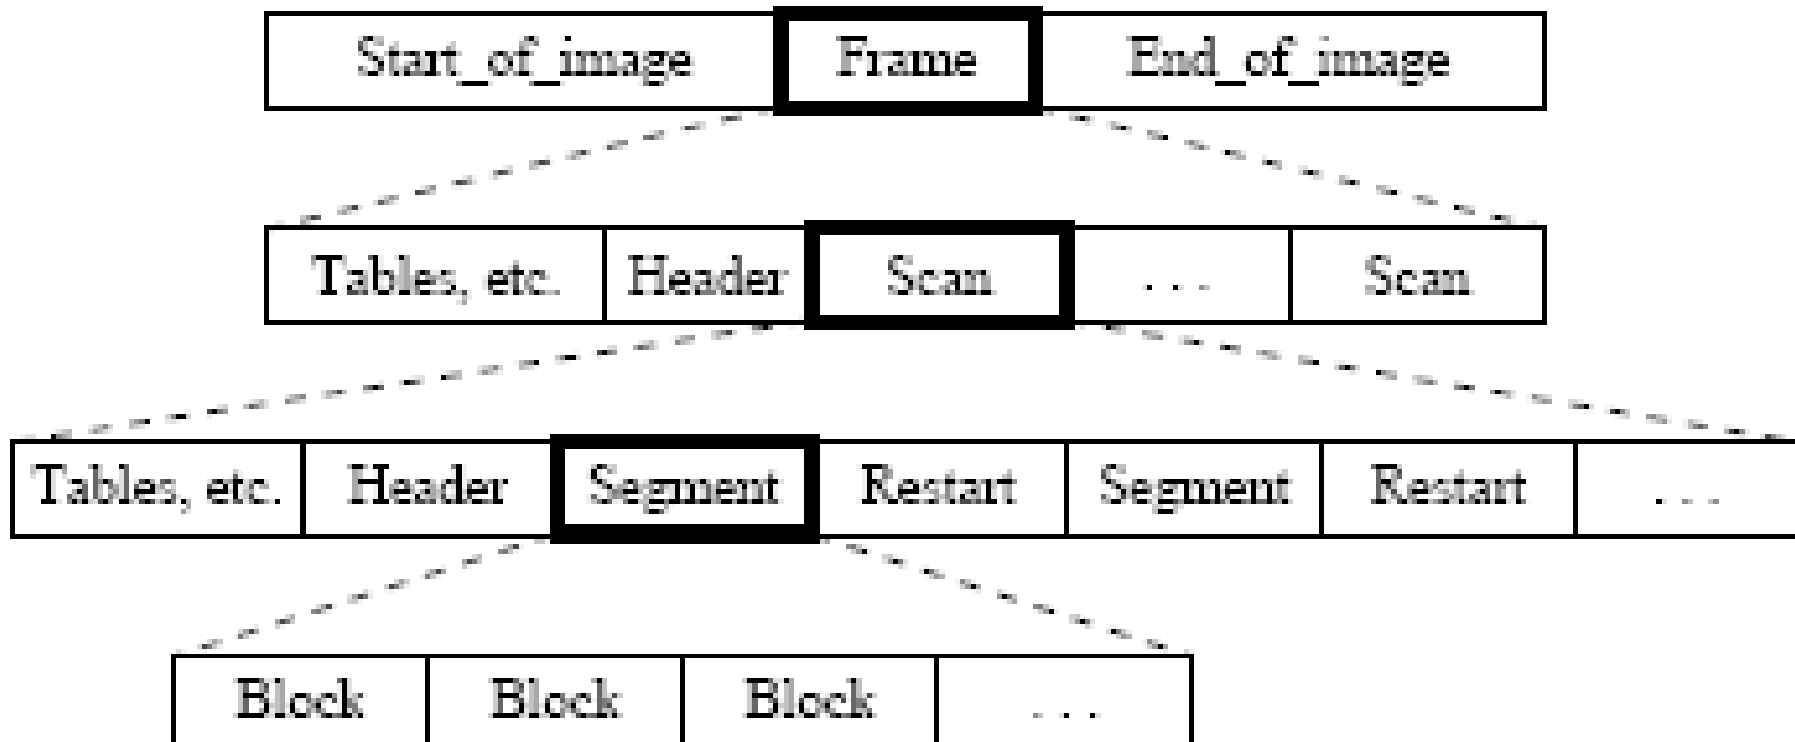 Start_of_image Frame End_of_image
Tables, etc. Header Scan . . . Scan
Tables, etc. Header Segment Restart Segment Restart . . .
Block Block Block . . .